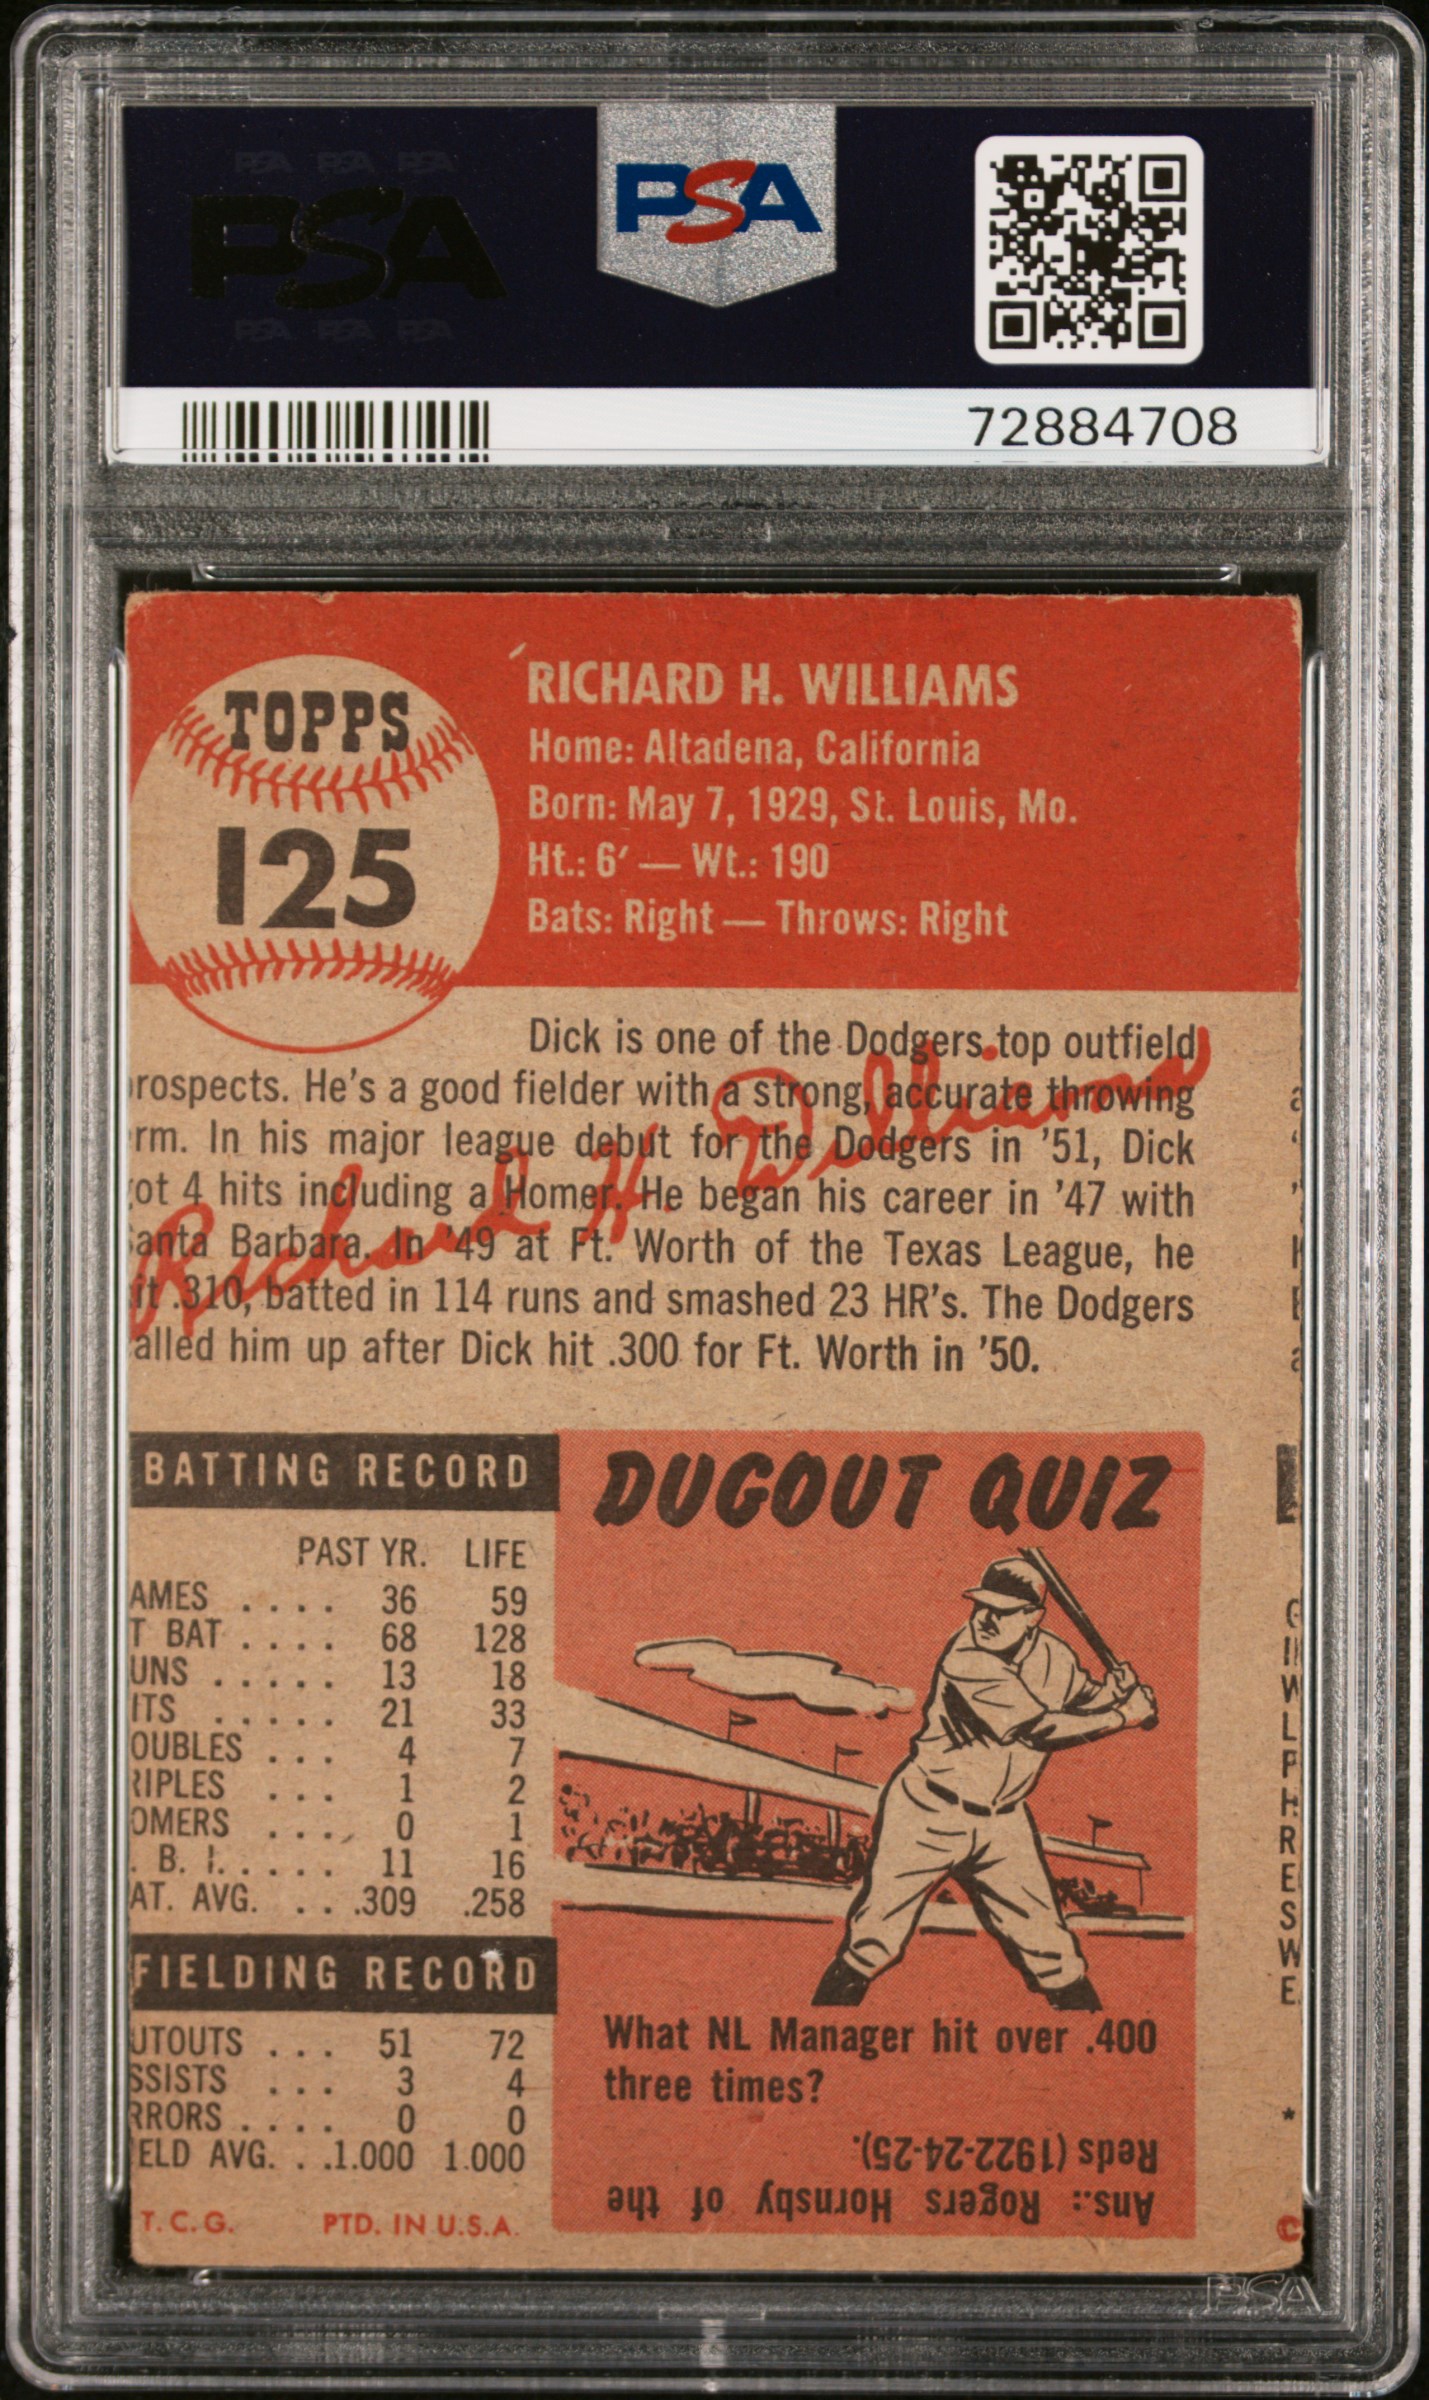 PSA PSA PSA
PSA
PSA PSA PSA
PSA
72884708
TOPPS
125
RICHARD H. WILLIAMS
Home: Altadena, California
Born: May 7, 1929, St. Louis, Mo.
Ht.: 6′ — Wt.: 190
Bats: Right — Throws: Right
Dick is one of the Dodgers top outfield
rospects. He's a good fielder with a strong, accurate throwing
rm. In his major league debut for the Dodgers in '51, Dick
ot 4 hits including a Homer. He began his career in '47 with
anta Barbara. In '49 at Ft. Worth of the Texas League, he
it .310, batted in 114 runs and smashed 23 HR's. The Dodgers
alled him up after Dick hit .300 for Ft. Worth in '50.
Richard H. Williams
BATTING RECORD
PAST YR. LIFE
AMES .... 36 59
T BAT .... 68 128
UNS ..... 13 18
ITS ..... 21 33
OUBLES ... 4 7
RIPLES ... 1 2
OMERS .... 0 1
. B. I. .... 11 16
AT. AVG. ... .309 .258
FIELDING RECORD
UTOUTS ... 51 72
SSISTS ... 3 4
RRORS .... 0 0
ELD AVG. . .1.000 1.000
T. C. G. PTD. IN U.S.A.
DUGOUT QUIZ
What NL Manager hit over .400
three times?
Ans.: Rogers Hornsby of the
Reds (1922-24-25).
W
L
P
H
R
E
S
W
E
*
©
PSA